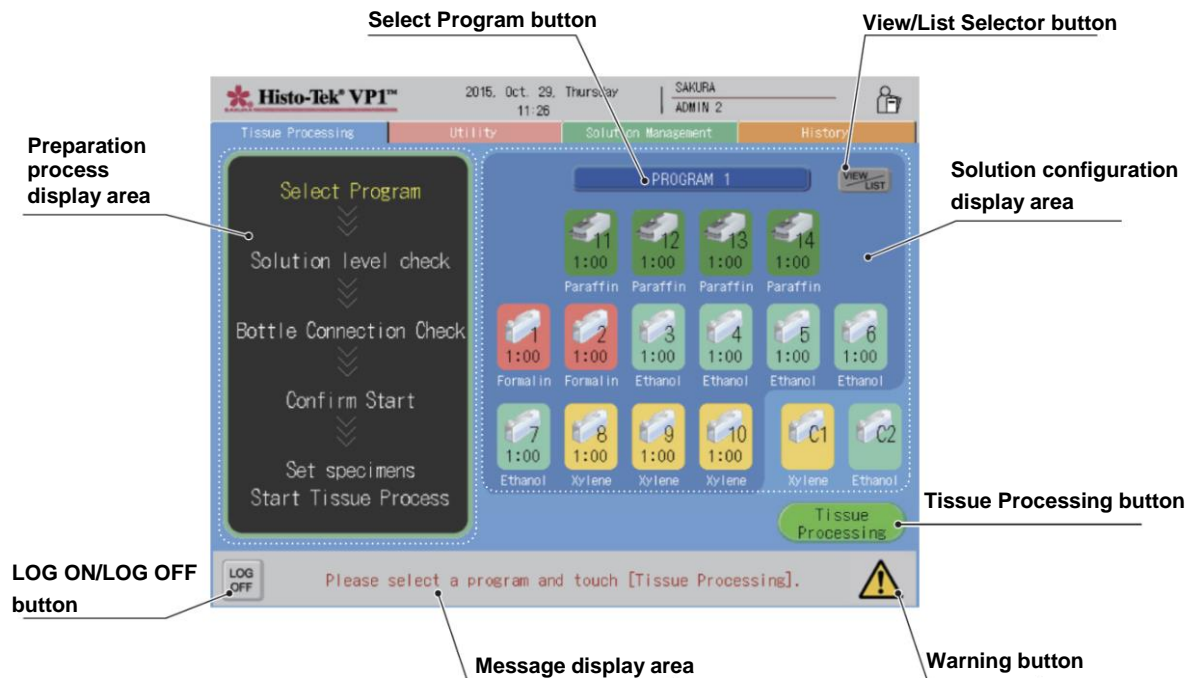 Select Program button
View/List Selector button
SAKURA Histo-Tek® VP1™
2015, Oct. 29, Thursday
11:26
SAKURA
ADMIN 2
Tissue Processing
Utility
Solution Management
History
Preparation
process
display area
Select Program
Solution level check
Bottle Connection Check
Confirm Start
Set specimens
Start Tissue Process
PROGRAM 1
VIEW
LIST
Solution configuration
display area
11 12 13 14
1:00 1:00 1:00 1:00
Paraffin Paraffin Paraffin Paraffin
1 2 3 4 5 6
1:00 1:00 1:00 1:00 1:00 1:00
Formalin Formalin Ethanol Ethanol Ethanol Ethanol
7 8 9 10 C1 C2
1:00 1:00 1:00 1:00
Ethanol Xylene Xylene Xylene Xylene Ethanol
Tissue
Processing
Tissue Processing button
LOG ON/LOG OFF
button
LOG
OFF
Please select a program and touch [Tissue Processing].
Message display area
Warning button